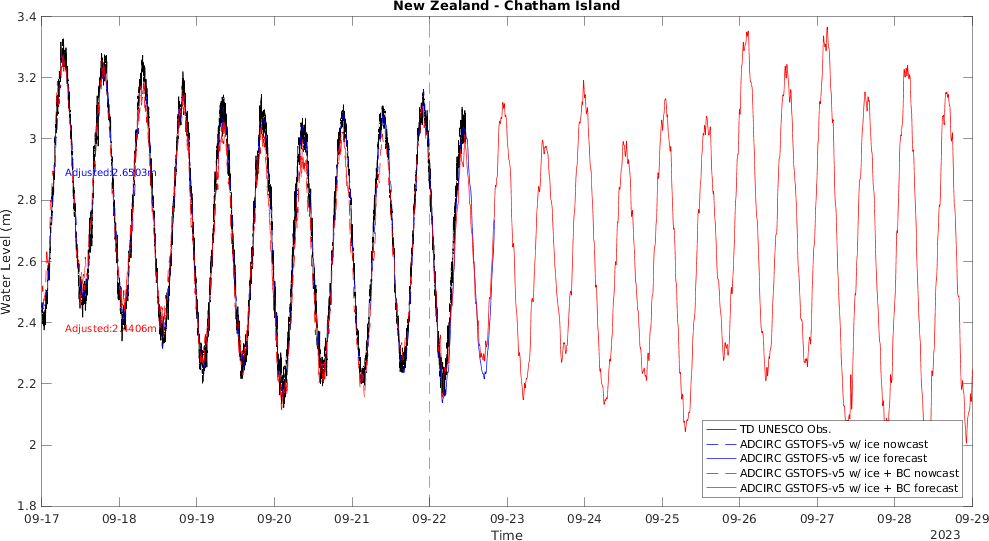 New Zealand - Chatham Island
3.4
3.2
3
2.8
2.6
2.4
2.2
2
1.8
Water Level (m)
Adjusted:2.6503m
Adjusted:2.4406m
TD UNESCO Obs.
ADCIRC GSTOFS-v5 w/ ice nowcast
ADCIRC GSTOFS-v5 w/ ice forecast
ADCIRC GSTOFS-v5 w/ ice + BC nowcast
ADCIRC GSTOFS-v5 w/ ice + BC forecast
09-17 09-18 09-19 09-20 09-21 09-22 09-23 09-24 09-25 09-26 09-27 09-28 09-29
Time
2023